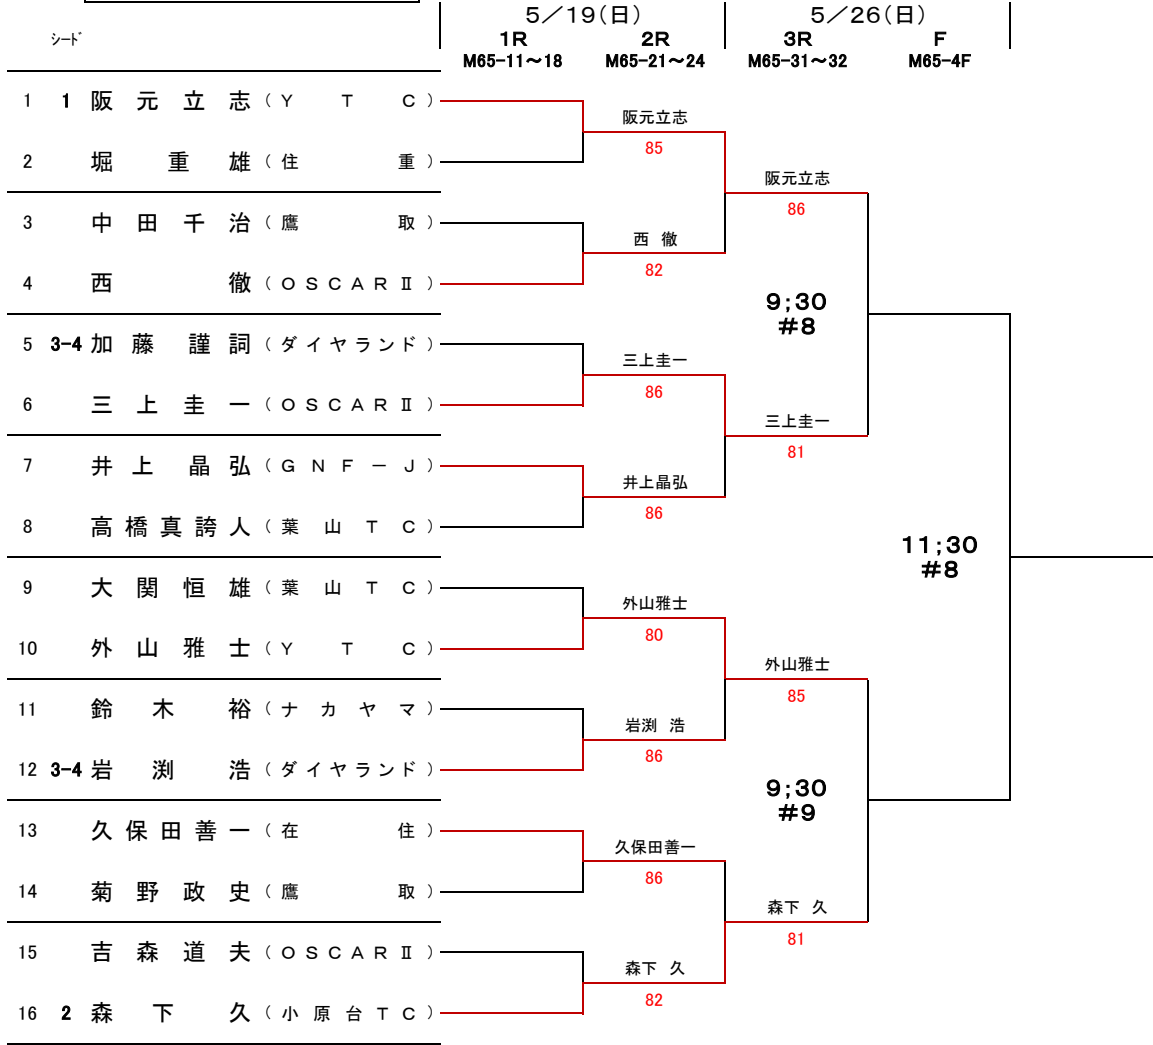 5／19(日) 5／26(日)
シード 1R 2R 3R F
M65-11～18 M65-21～24 M65-31～32 M65-4F
1 1 阪元立志 (YTC)
阪元立志
85
2 堀重雄 (住重)
阪元立志
86
3 中田千治 (鷹取)
西 徹
82
4 西徹 (OSCARⅡ)
9;30
#8
5 3-4 加藤謹詞 (ダイヤランド)
三上圭一
86
6 三上圭一 (OSCARⅡ)
三上圭一
81
7 井上晶弘 (GNF－J)
井上晶弘
86
8 高橋真誇人 (葉山TC)
11;30
#8
9 大関恒雄 (葉山TC)
外山雅士
80
10 外山雅士 (YTC)
外山雅士
85
11 鈴木裕 (ナカヤマ)
岩渕 浩
86
12 3-4 岩渕浩 (ダイヤランド)
9;30
#9
13 久保田善一 (在住)
久保田善一
86
14 菊野政史 (鷹取)
森下 久
81
15 吉森道夫 (OSCARⅡ)
森下 久
82
16 2 森下久 (小原台TC)